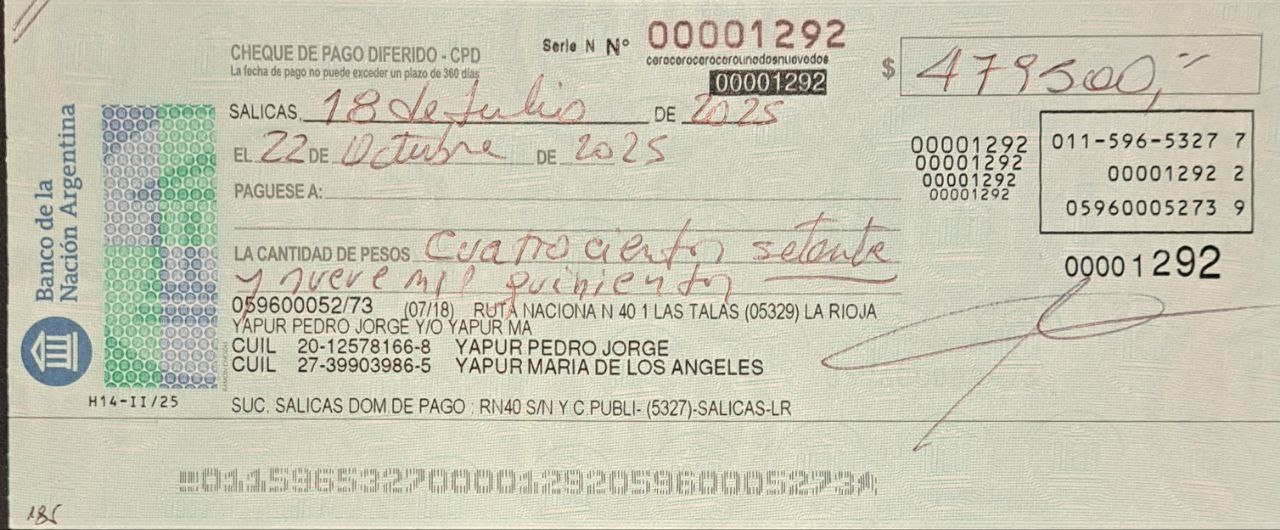 CHEQUE DE PAGO DIFERIDO - CPD
La fecha de pago no puede exceder un plazo de 360 días
Serie N Nº 00001292
cerocerocerocerounodosnuevedos
00001292
$ 479500,-
SALICAS, 18 de Julio DE 2025
EL 22 DE Octubre DE 2025
PAGUESE A:
LA CANTIDAD DE PESOS Cuatrocientos setenta
y nueve mil quinientos
00001292
00001292
00001292
00001292
011-596-5327 7
00001292 2
05960005273 9
00001292
059600052/73 (07/18) RUTA NACIONA N 40 1 LAS TALAS (05329) LA RIOJA
YAPUR PEDRO JORGE Y/O YAPUR MA
CUIL 20-12578166-8 YAPUR PEDRO JORGE
CUIL 27-39903986-5 YAPUR MARIA DE LOS ANGELES
SUC. SALICAS DOM.DE PAGO : RN40 S/N Y C.PUBLI- (5327)-SALICAS-LR
Banco de la
Nación Argentina
H14-II/25
01159653270000129205960005273
185